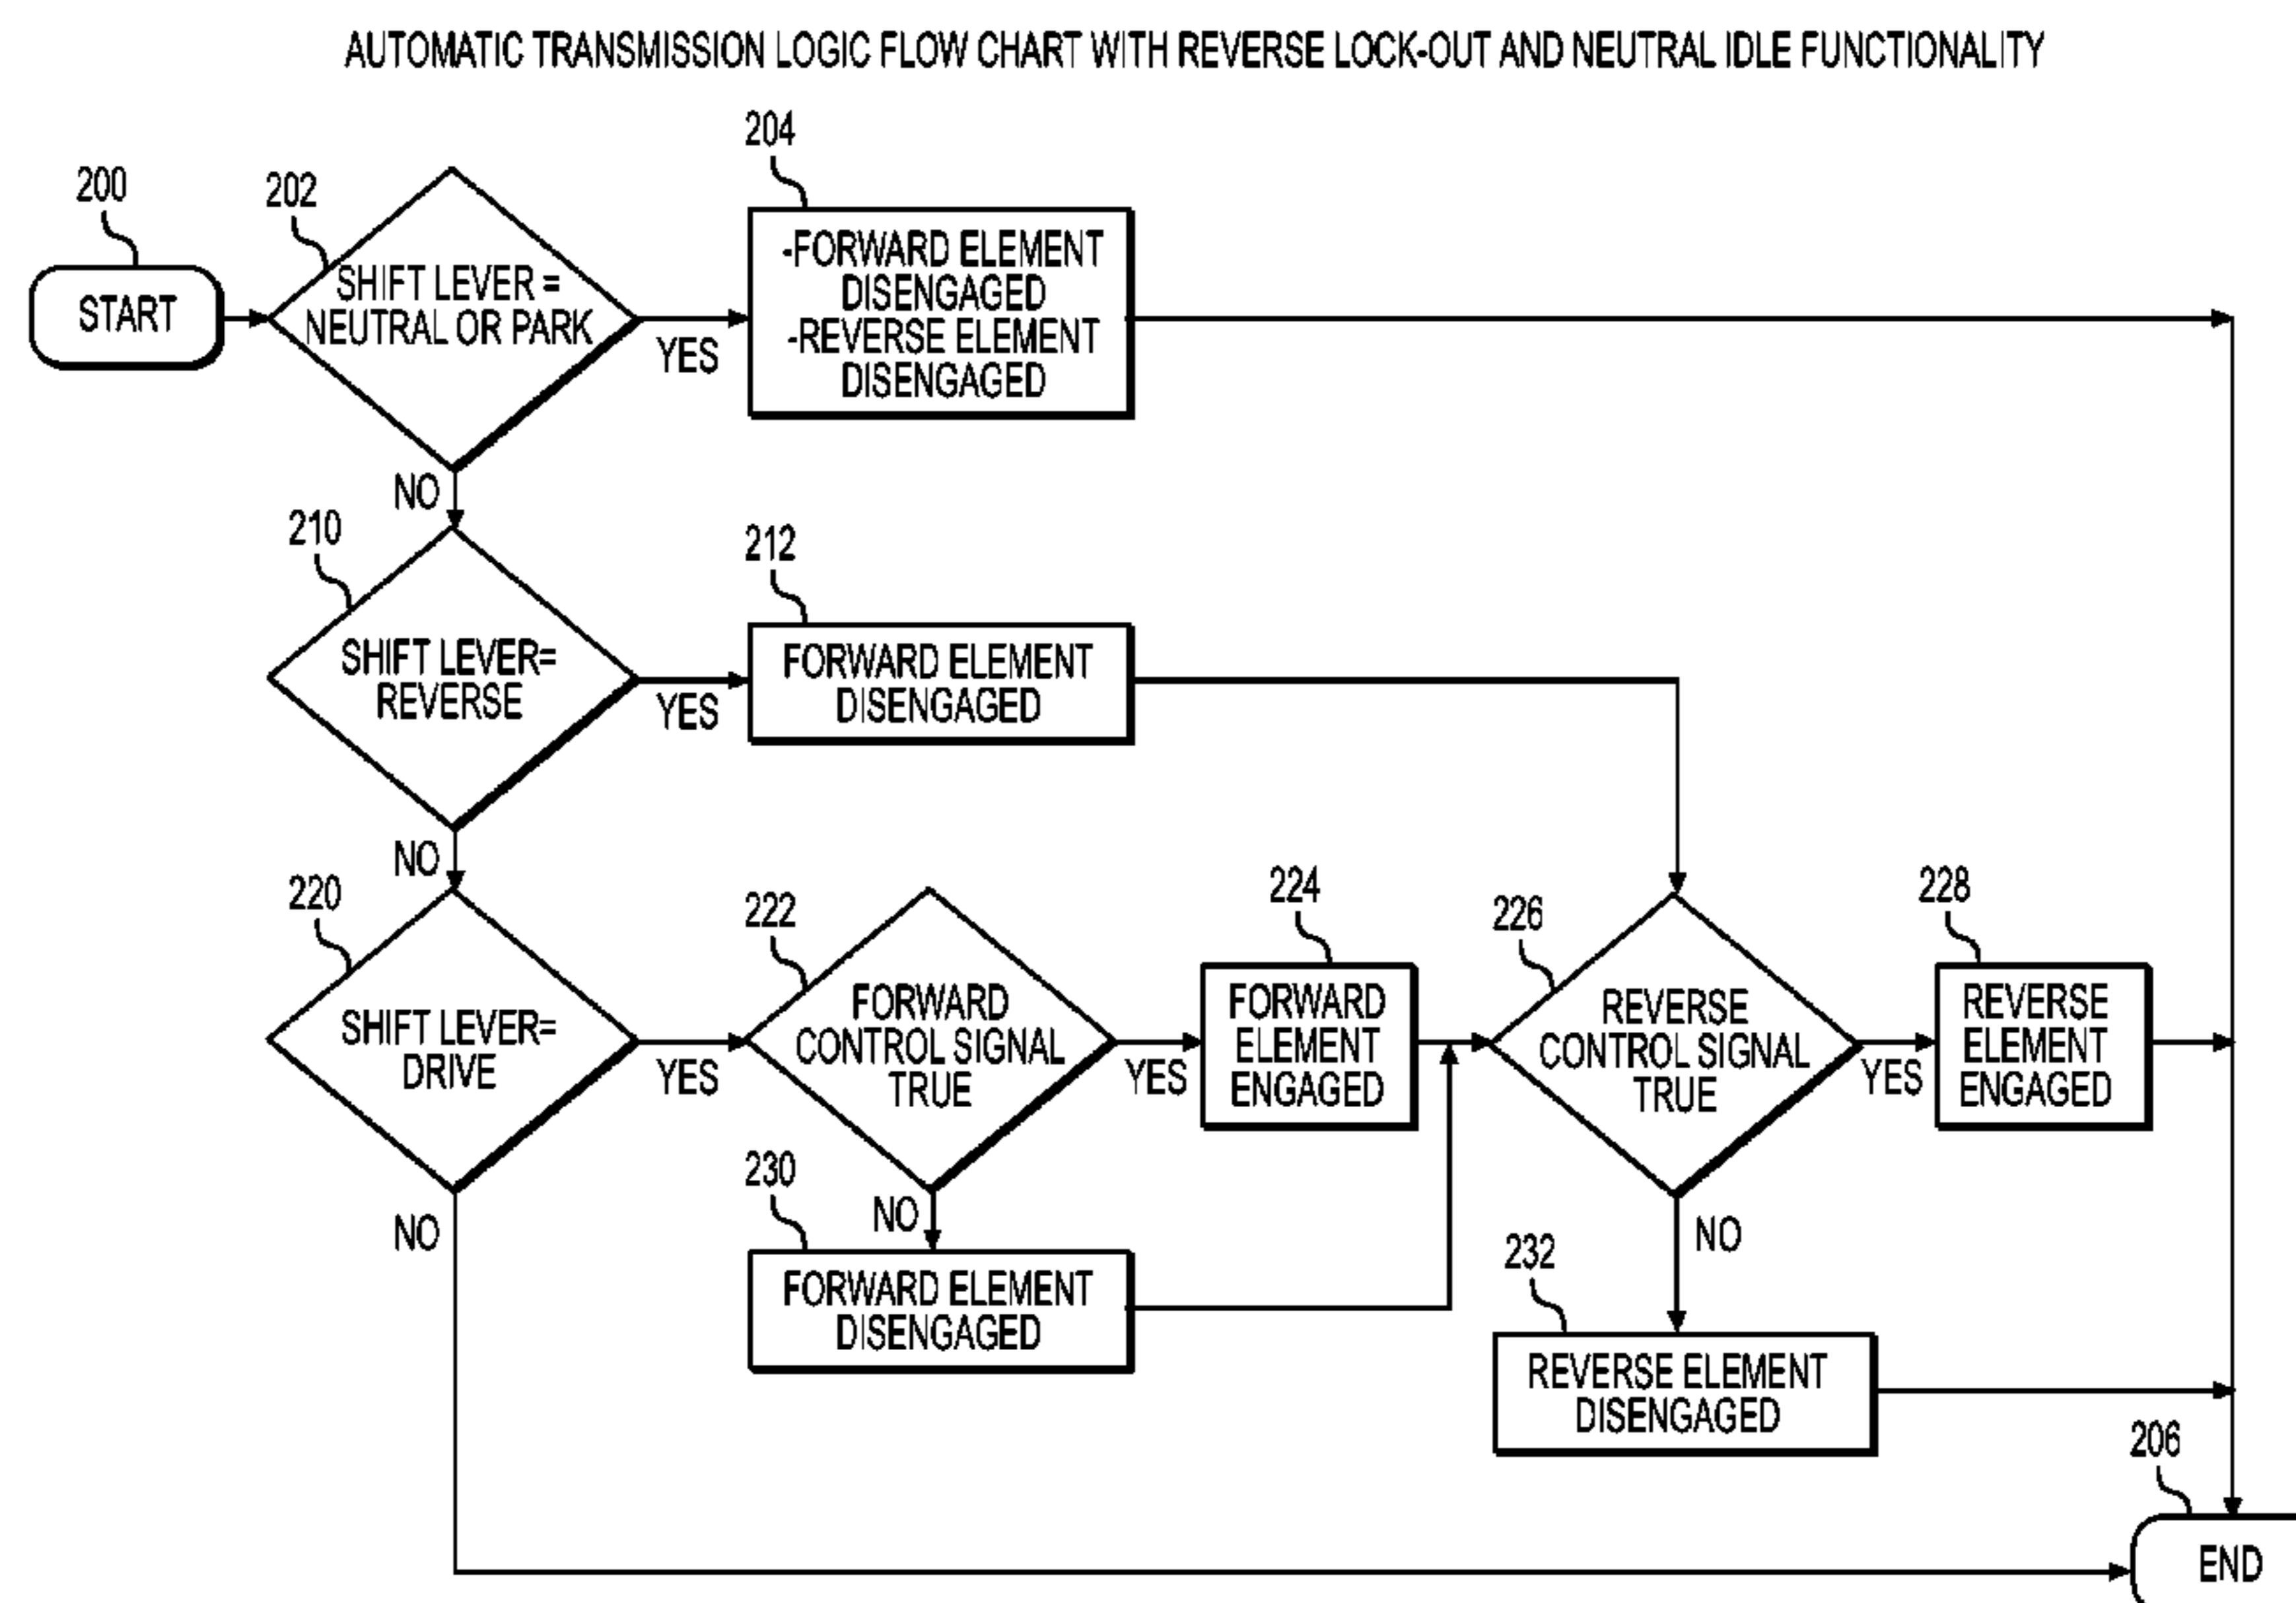 AUTOMATIC TRANSMISSION LOGIC FLOW CHART WITH REVERSE LOCK-OUT AND NEUTRAL IDLE FUNCTIONALITY
200
START
202
SHIFT LEVER =
NEUTRAL OR PARK
YES
NO
204
-FORWARD ELEMENT
DISENGAGED
-REVERSE ELEMENT
DISENGAGED
210
SHIFT LEVER=
REVERSE
YES
NO
212
FORWARD ELEMENT
DISENGAGED
220
SHIFT LEVER=
DRIVE
YES
NO
222
FORWARD
CONTROL SIGNAL
TRUE
YES
NO
224
FORWARD
ELEMENT
ENGAGED
226
REVERSE
CONTROL SIGNAL
TRUE
YES
NO
228
REVERSE
ELEMENT
ENGAGED
230
FORWARD ELEMENT
DISENGAGED
232
REVERSE ELEMENT
DISENGAGED
206
END